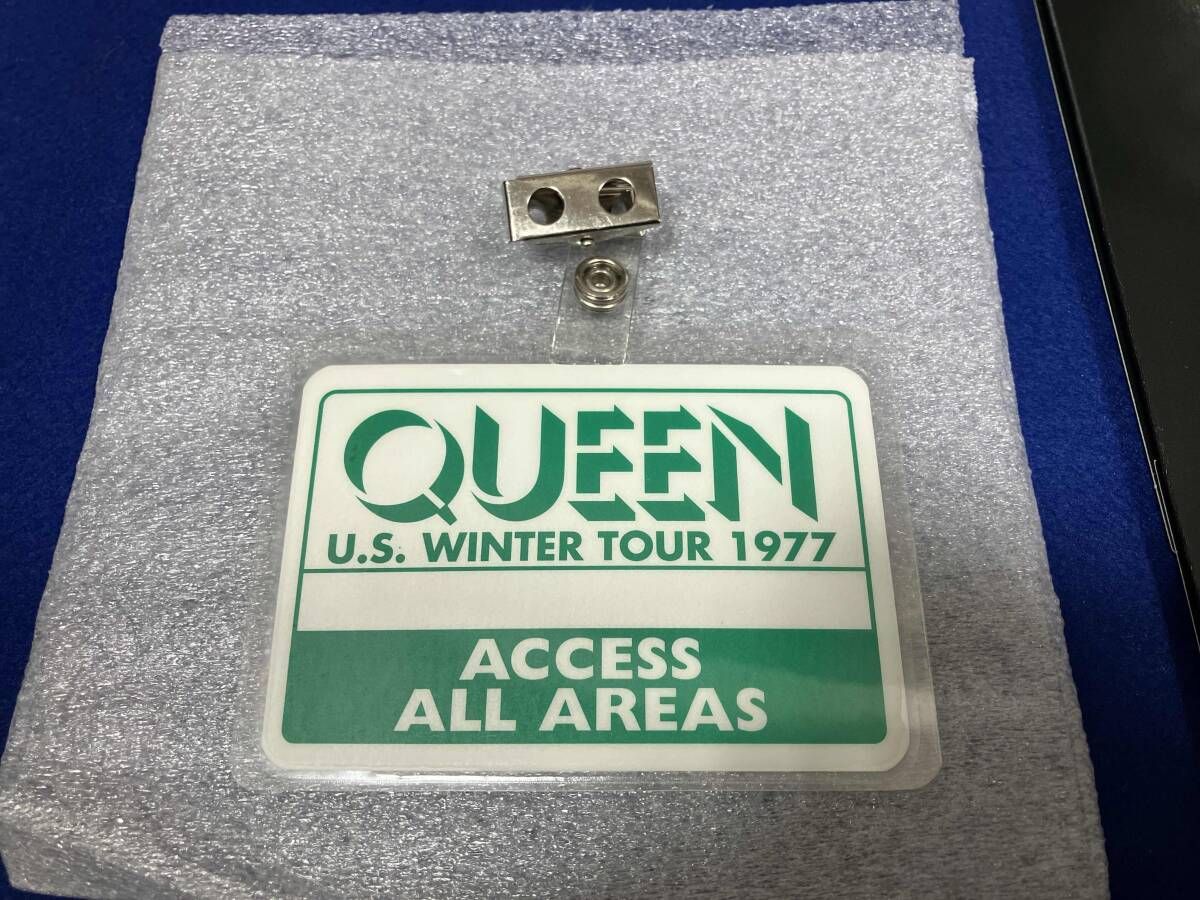 QUEEN
U.S. WINTER TOUR 1977
ACCESS
ALL AREAS